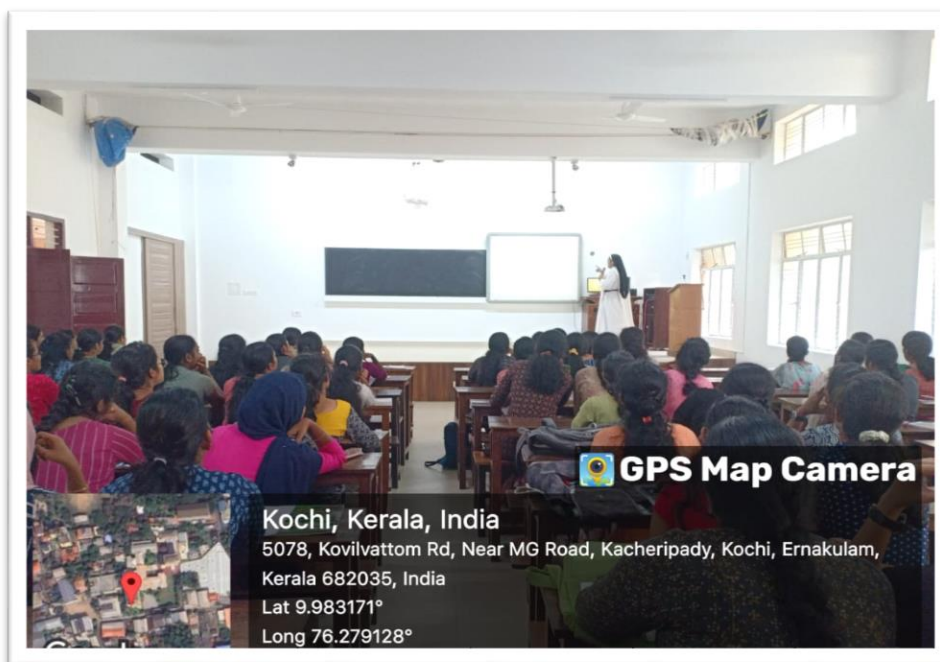 GPS Map Camera
Kochi, Kerala, India
5078, Kovilvattom Rd, Near MG Road, Kacheripady, Kochi, Ernakulam,
Kerala 682035, India
Lat 9.983171°
Long 76.279128°